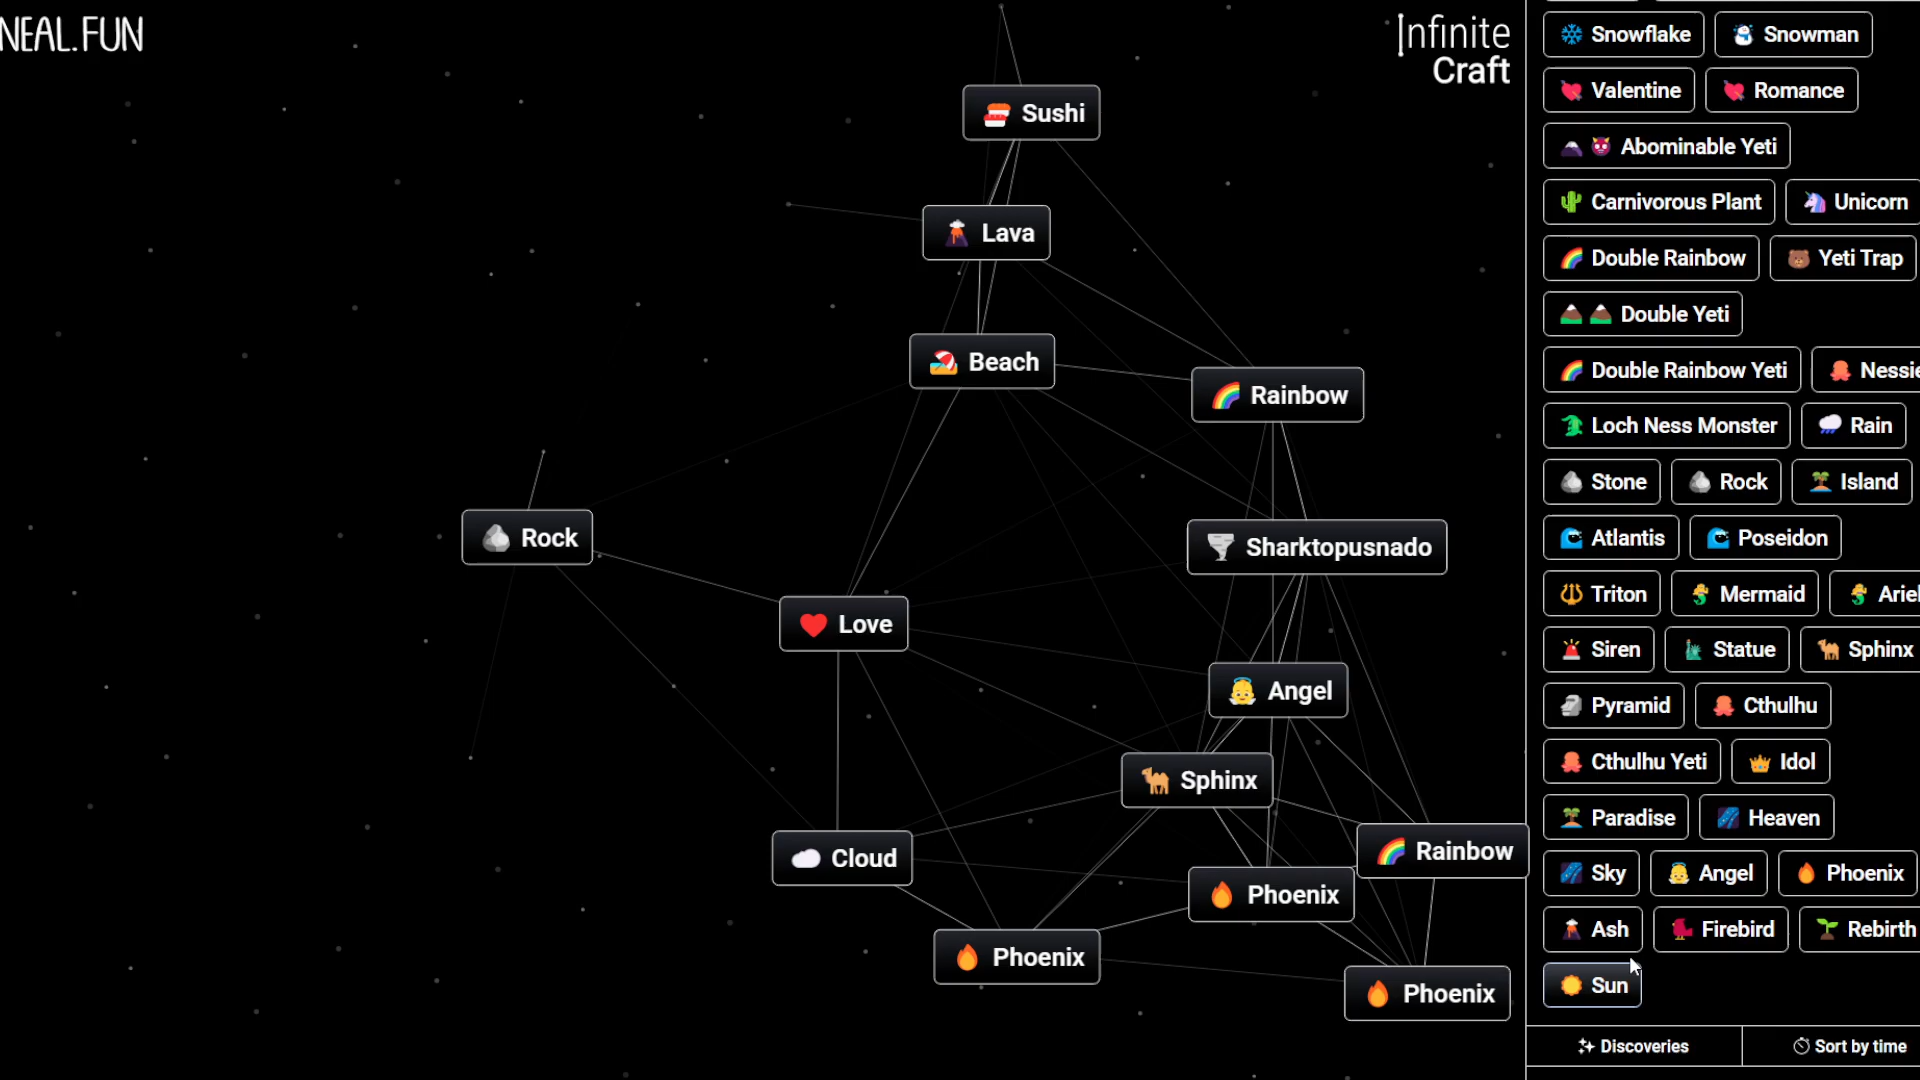 NEAL.FUN
Infinite
Craft
Sushi
Lava
Beach
Rainbow
Rock
Sharktopusnado
Love
Angel
Sphinx
Cloud
Rainbow
Phoenix
Phoenix
Phoenix
Snowflake Snowman
Valentine Romance
Abominable Yeti
Carnivorous Plant Unicorn
Double Rainbow Yeti Trap
Double Yeti
Double Rainbow Yeti Nessie
Loch Ness Monster Rain
Stone Rock Island
Atlantis Poseidon
Triton Mermaid Ariel
Siren Statue Sphinx
Pyramid Cthulhu
Cthulhu Yeti Idol
Paradise Heaven
Sky Angel Phoenix
Ash Firebird Rebirth
Sun
Discoveries Sort by time